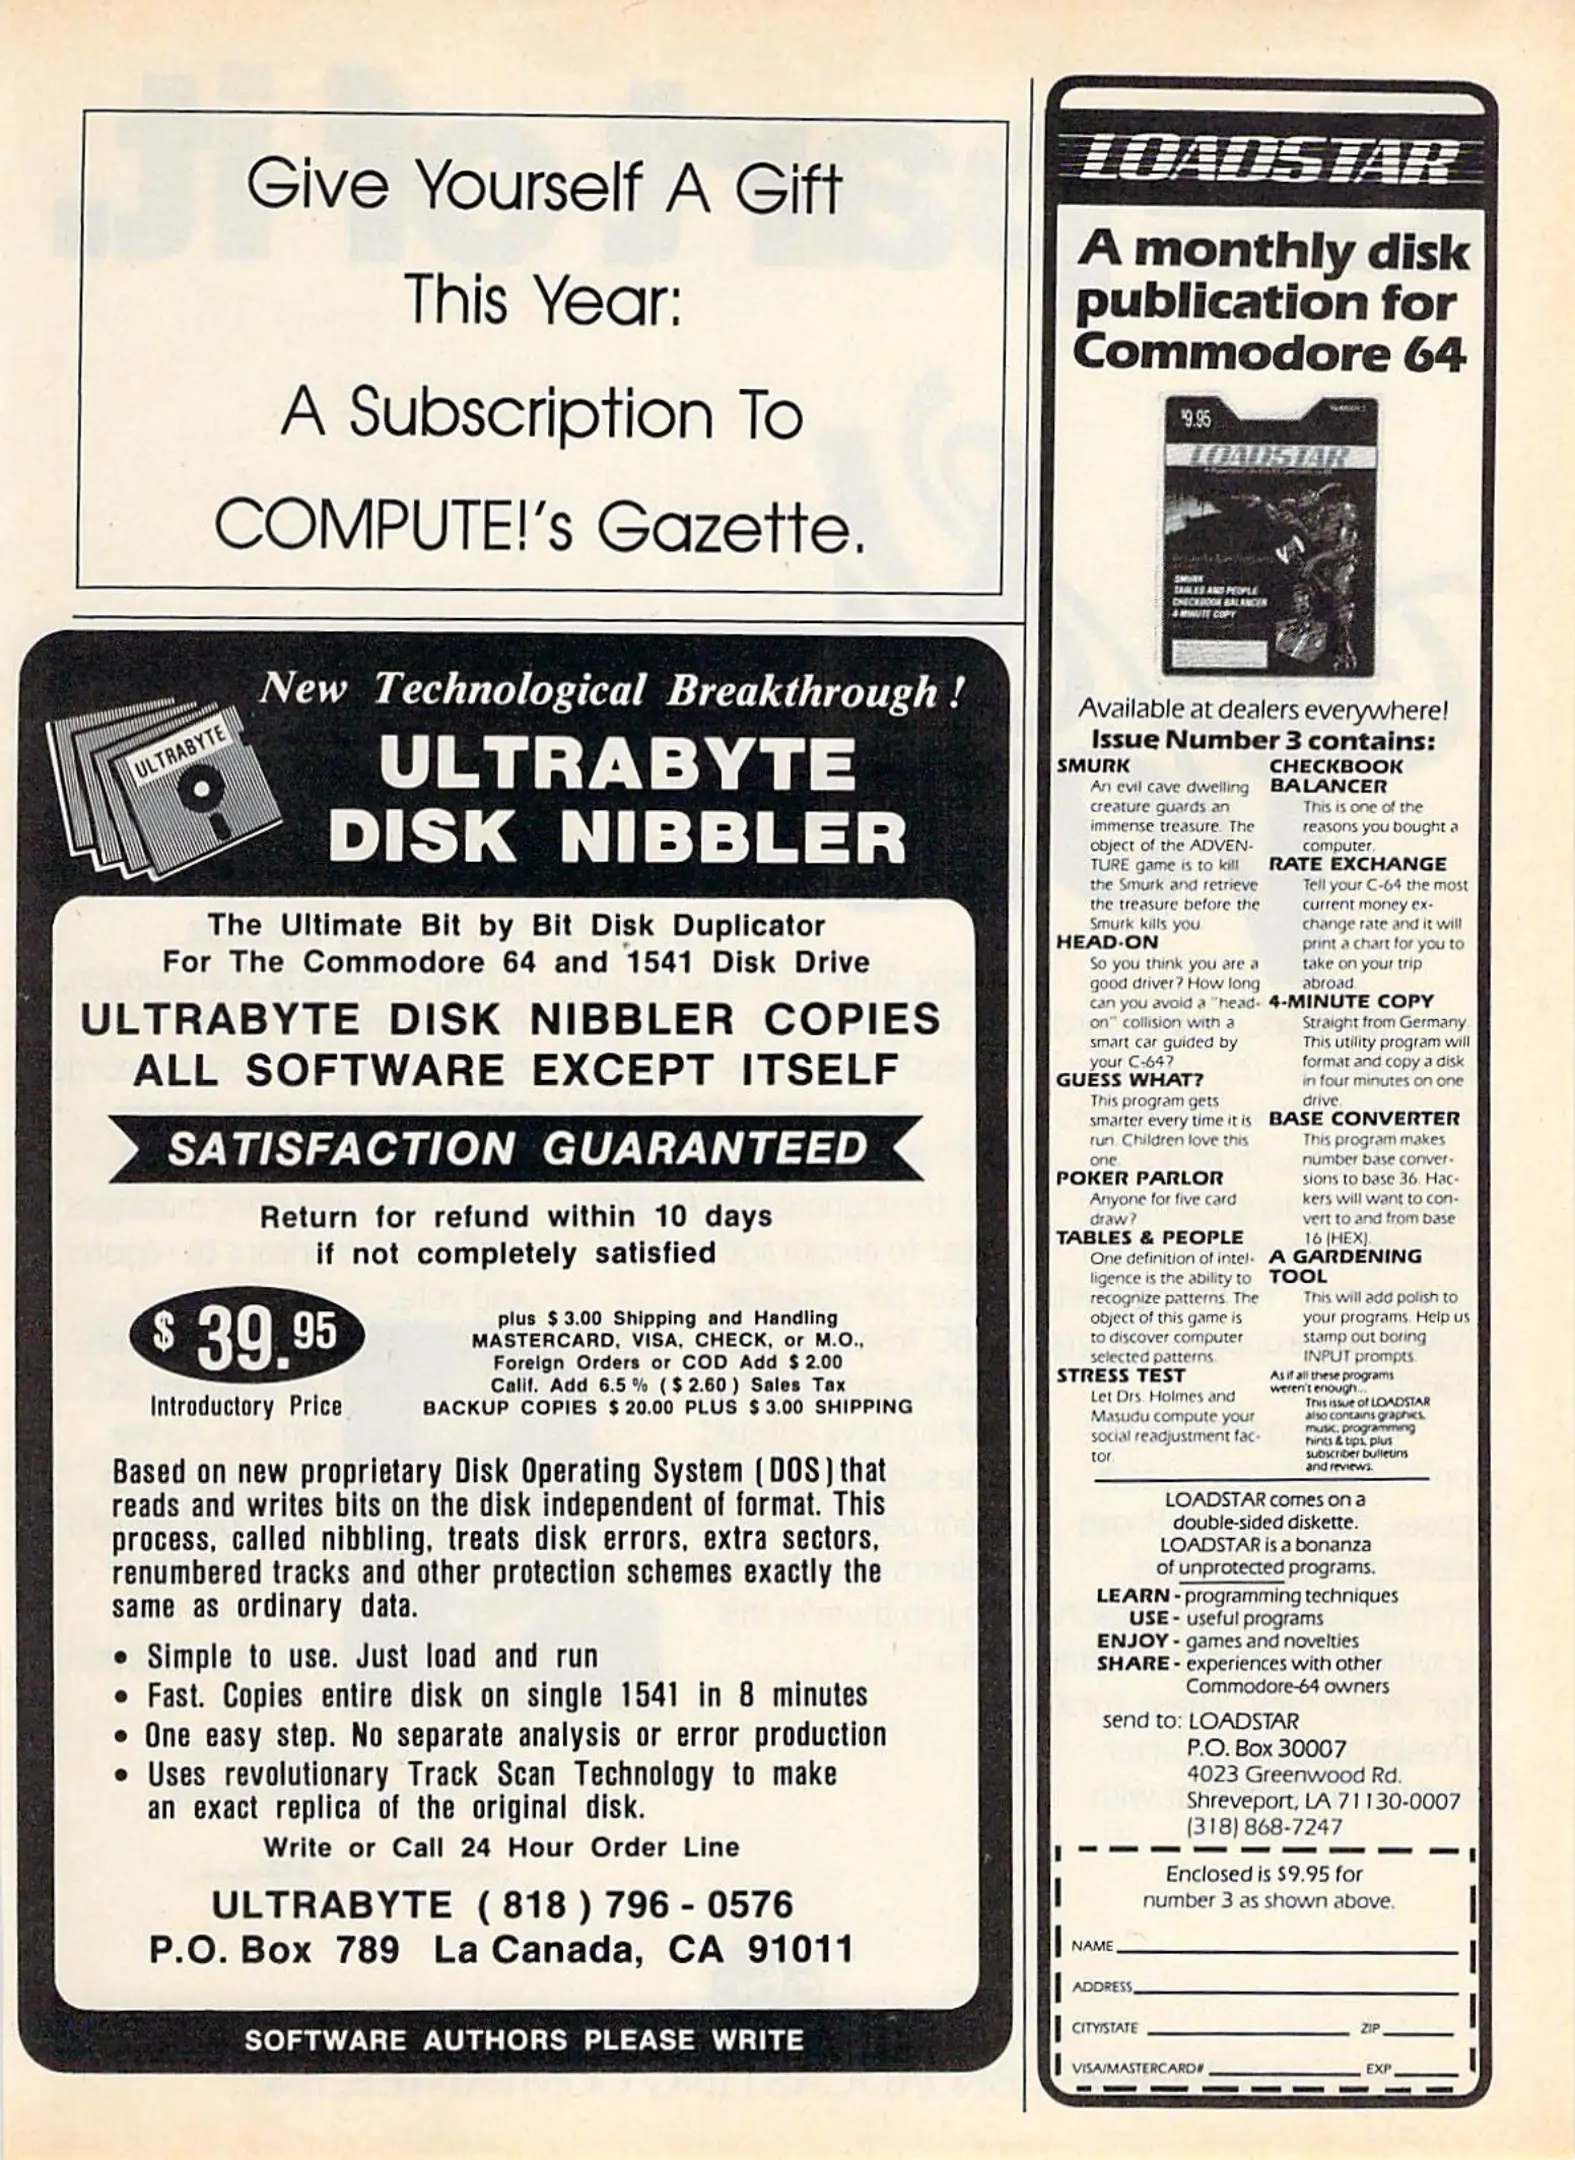 Give Yourself A Gift
This Year:
A Subscription To
COMPUTE!'s Gazette.
New Technological Breakthrough!
ULTRABYTE
ULTRABYTE
DISK NIBBLER
The Ultimate Bit by Bit Disk Duplicator
For The Commodore 64 and 1541 Disk Drive
ULTRABYTE DISK NIBBLER COPIES
ALL SOFTWARE EXCEPT ITSELF
SATISFACTION GUARANTEED
Return for refund within 10 days
if not completely satisfied
$ 39.95
Introductory Price
plus $ 3.00 Shipping and Handling
MASTERCARD, VISA, CHECK, or M.O.,
Foreign Orders or COD Add $ 2.00
Calif. Add 6.5 % ( $ 2.60 ) Sales Tax
BACKUP COPIES $ 20.00 PLUS $ 3.00 SHIPPING
Based on new proprietary Disk Operating System (DOS) that
reads and writes bits on the disk independent of format. This
process, called nibbling, treats disk errors, extra sectors,
renumbered tracks and other protection schemes exactly the
same as ordinary data.
• Simple to use. Just load and run
• Fast. Copies entire disk on single 1541 in 8 minutes
• One easy step. No separate analysis or error production
• Uses revolutionary Track Scan Technology to make
an exact replica of the original disk.
Write or Call 24 Hour Order Line
ULTRABYTE ( 818 ) 796 - 0576
P.O. Box 789 La Canada, CA 91011
SOFTWARE AUTHORS PLEASE WRITE
LOADSTAR
A monthly disk
publication for
Commodore 64
$9.95
LOADSTAR
SMURK
TABLES AND PEOPLE
CHECKBOOK BALANCER
4-MINUTE COPY
Available at dealers everywhere!
Issue Number 3 contains:
SMURK
An evil cave dwelling
creature guards an
immense treasure. The
object of the ADVEN-
TURE game is to kill
the Smurk and retrieve
the treasure before the
Smurk kills you.
HEAD-ON
So you think you are a
good driver? How long
can you avoid a "head-
on" collision with a
smart car guided by
your C-64?
GUESS WHAT?
This program gets
smarter every time it is
run. Children love this
one.
POKER PARLOR
Anyone for five card
draw?
TABLES & PEOPLE
One definition of intel-
ligence is the ability to
recognize patterns. The
object of this game is
to discover computer
selected patterns.
STRESS TEST
Let Drs. Holmes and
Masudu compute your
social readjustment fac-
tor.
CHECKBOOK
BALANCER
This is one of the
reasons you bought a
computer.
RATE EXCHANGE
Tell your C-64 the most
current money ex-
change rate and it will
print a chart for you to
take on your trip
abroad.
4-MINUTE COPY
Straight from Germany.
This utility program will
format and copy a disk
in four minutes on one
drive.
BASE CONVERTER
This program makes
number base conver-
sions to base 36. Hac-
kers will want to con-
vert to and from base
16 (HEX).
A GARDENING
TOOL
This will add polish to
your programs. Help us
stamp out boring
INPUT prompts.
As if all these programs
weren't enough...
This issue of LOADSTAR
also contains graphics,
music, programming
hints & tips, plus
subscriber bulletins
and reviews.
LOADSTAR comes on a
double-sided diskette.
LOADSTAR is a bonanza
of unprotected programs.
LEARN - programming techniques
USE - useful programs
ENJOY - games and novelties
SHARE - experiences with other
Commodore-64 owners
send to: LOADSTAR
P.O. Box 30007
4023 Greenwood Rd.
Shreveport, LA 71130-0007
(318) 868-7247
Enclosed is $9.95 for
number 3 as shown above.
NAME
ADDRESS
CITY/STATE ZIP
VISA/MASTERCARD# EXP